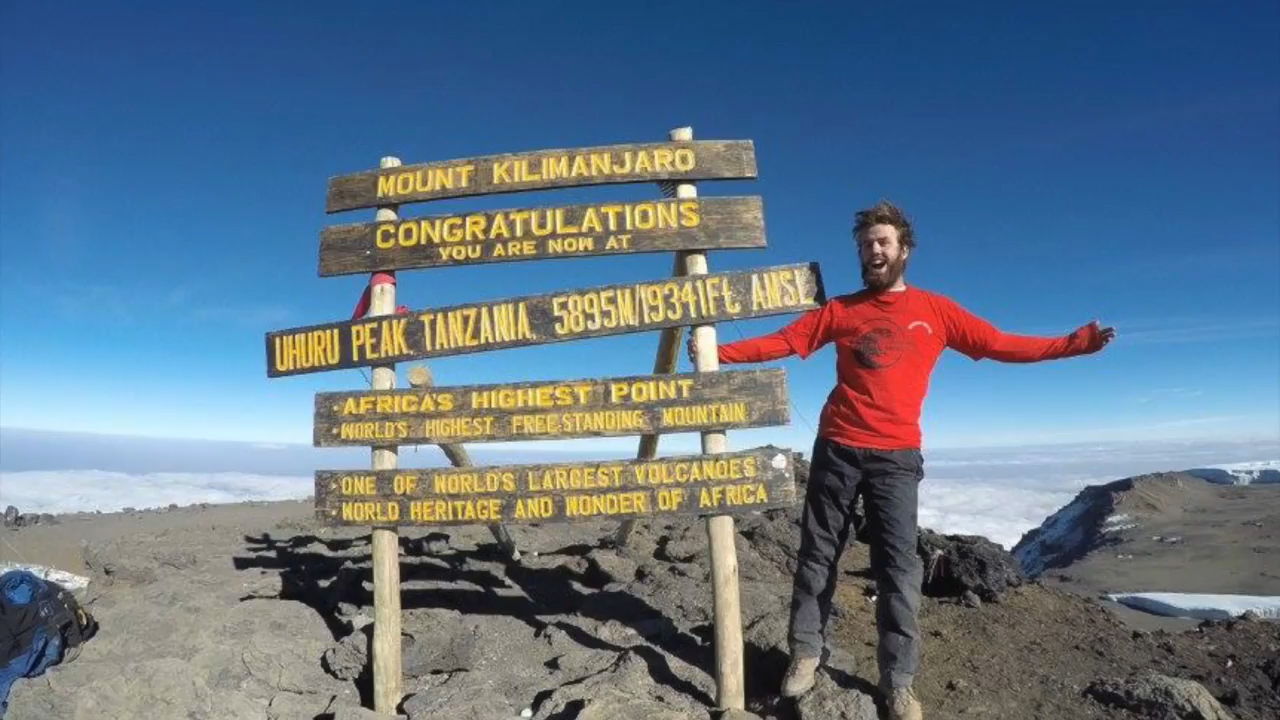 MOUNT KILIMANJARO
CONGRATULATIONS
YOU ARE NOW AT
UHURU PEAK TANZANIA 5895M/19341Ft AMSL
•AFRICA'S HIGHEST POINT
•WORLD'S HIGHEST FREE-STANDING MOUNTAIN
•ONE OF WORLD'S LARGEST VOLCANOES
•WORLD HERITAGE AND WONDER OF AFRICA